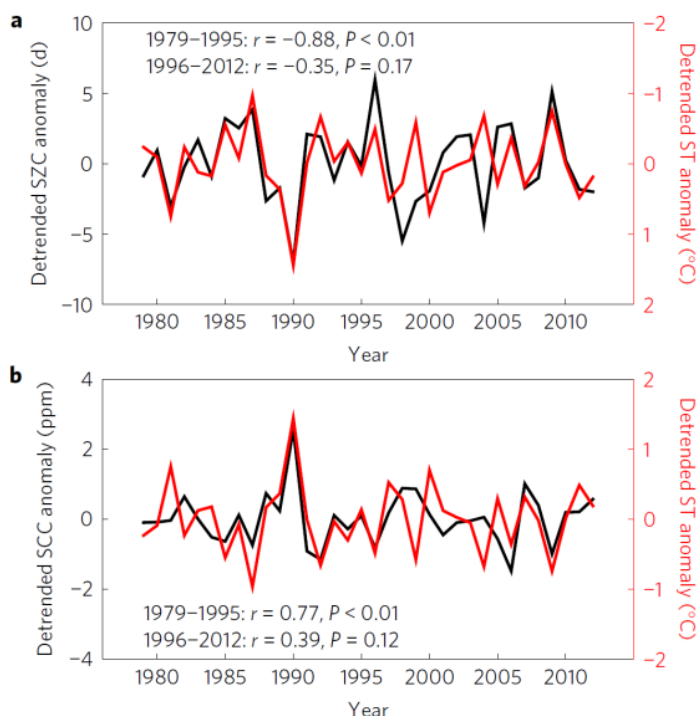 a
Detrended SZC anomaly (d)
10
5
0
−5
−10
1979–1995: r = −0.88, P < 0.01
1996–2012: r = −0.35, P = 0.17
−2
−1
0
1
2
Detrended ST
anomaly (°C)
1980 1985 1990 1995 2000 2005 2010
Year
b
Detrended SCC anomaly (ppm)
4
2
0
−2
−4
1979–1995: r = 0.77, P < 0.01
1996–2012: r = 0.39, P = 0.12
2
1
0
−1
−2
Detrended ST
anomaly (°C)
1980 1985 1990 1995 2000 2005 2010
Year